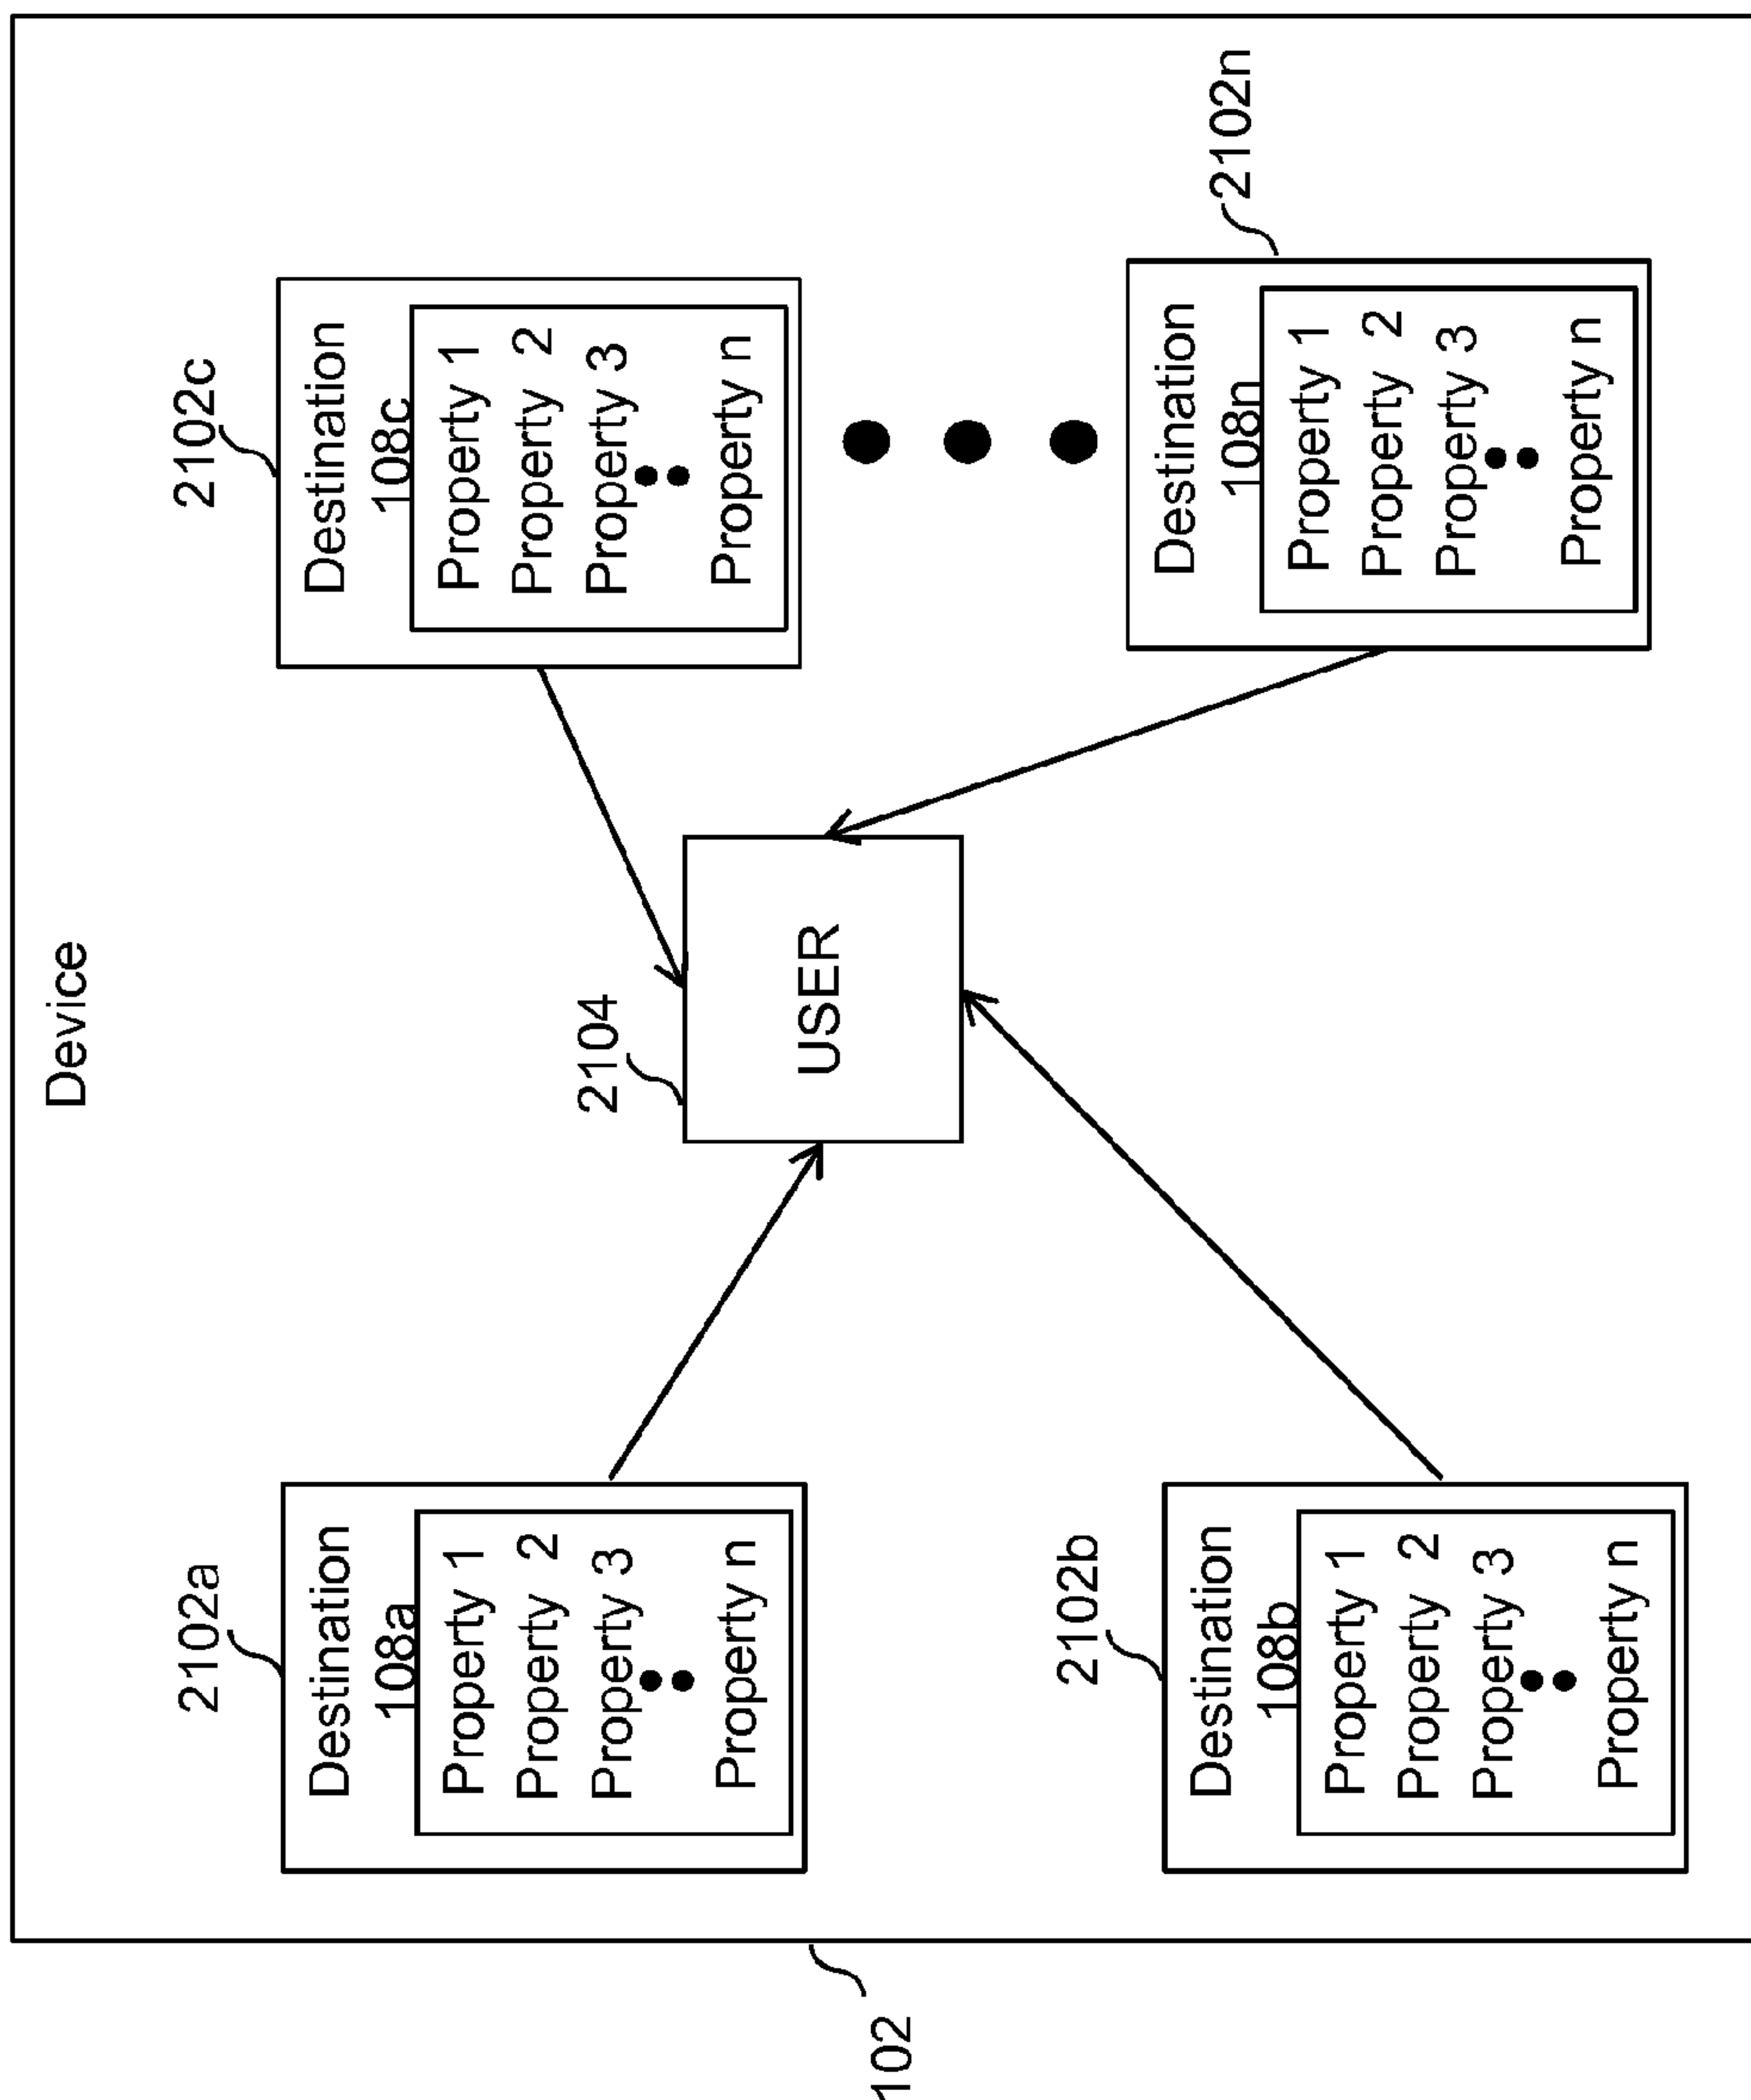 Device
2102a
Destination
108a
Property 1
Property 2
Property 3
Property n
2102c
Destination
108c
Property 1
Property 2
Property 3
Property n
2104
USER
2102b
Destination
108b
Property 1
Property 2
Property 3
Property n
2102n
Destination
108n
Property 1
Property 2
Property 3
Property n
102